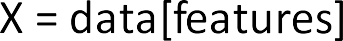 X = data[features]